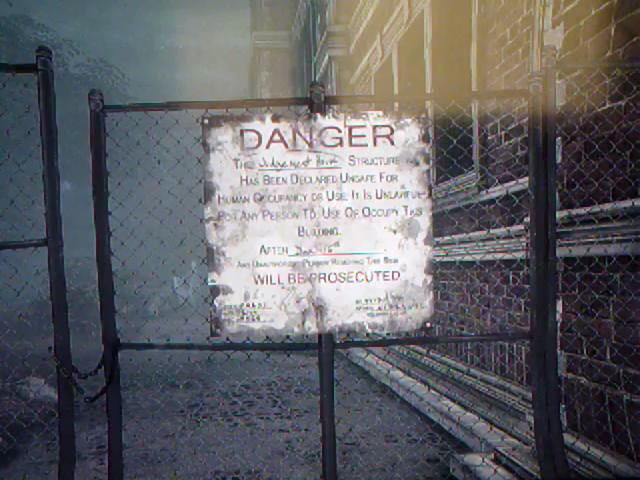 DANGER
This Structure
Has Been Declared Unsafe For
Human Occupancy or Use. It Is Unlawful
For Any Person To Use Or Occupy This
Building.
After
Any Unauthorized Person Removing This Sign
WILL BE PROSECUTED